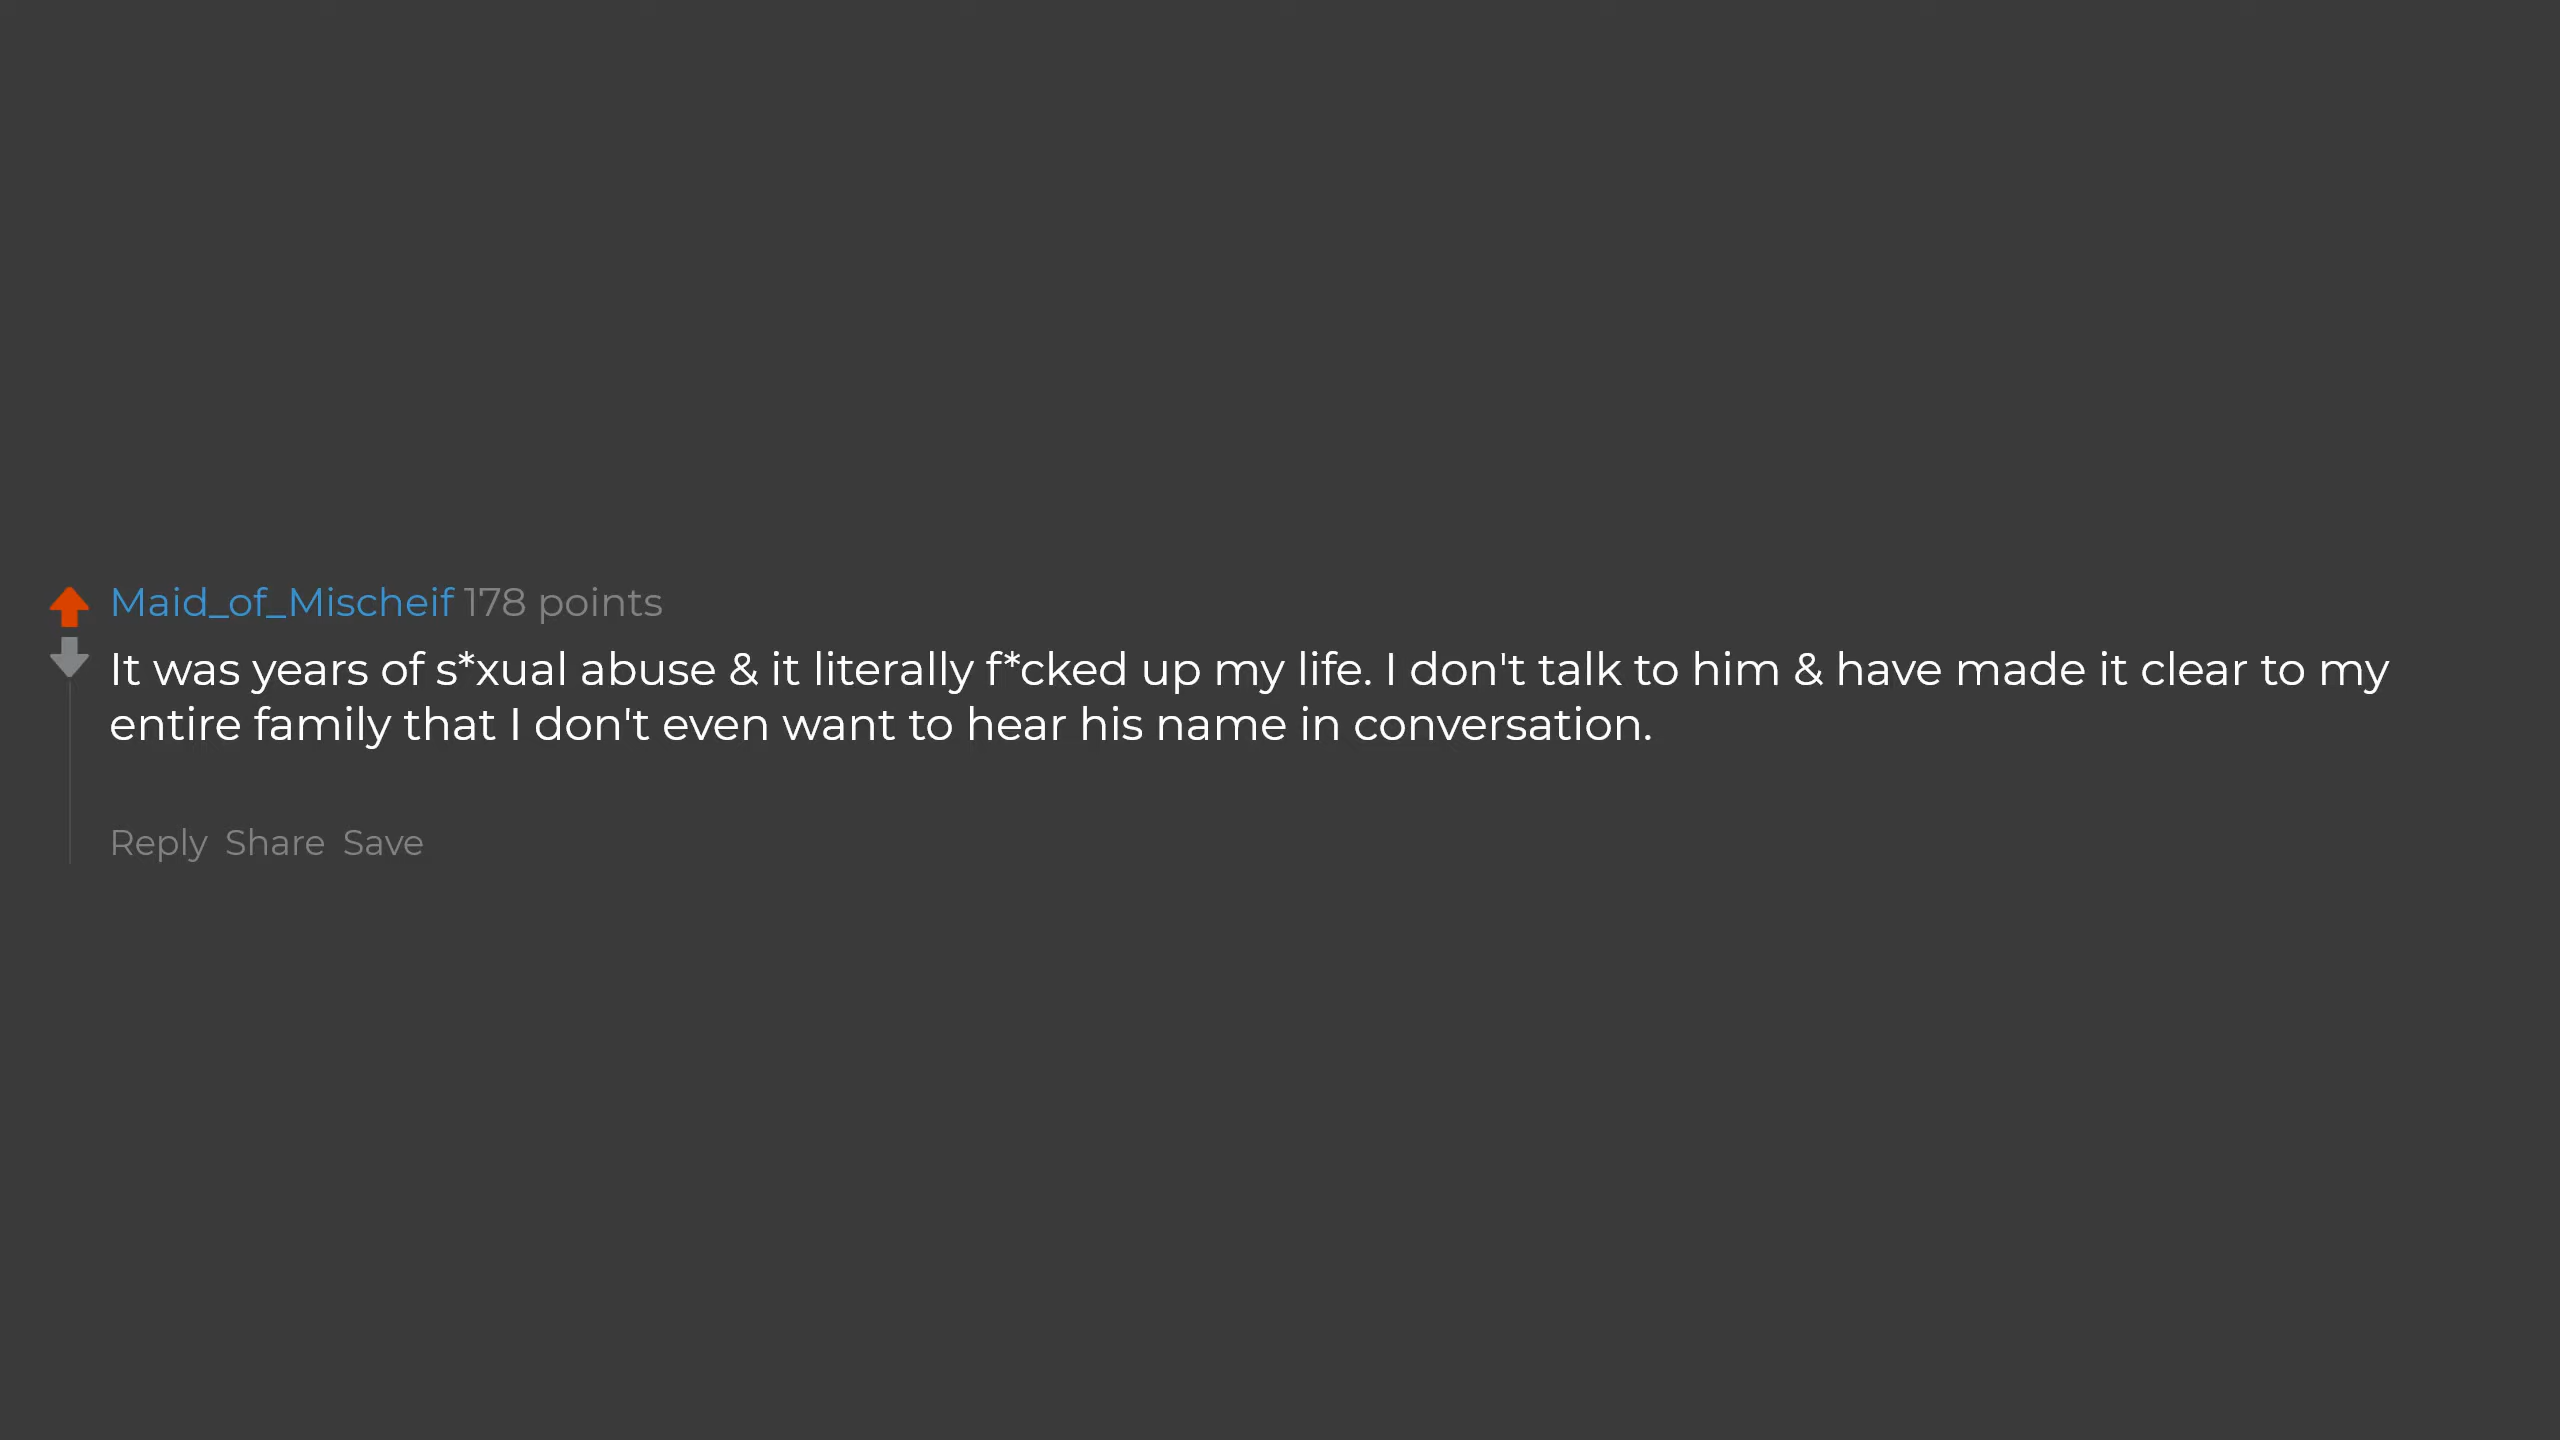 Maid_of_Mischeif 178 points
It was years of s*xual abuse & it literally f*cked up my life. I don't talk to him & have made it clear to my
entire family that I don't even want to hear his name in conversation.
Reply Share Save